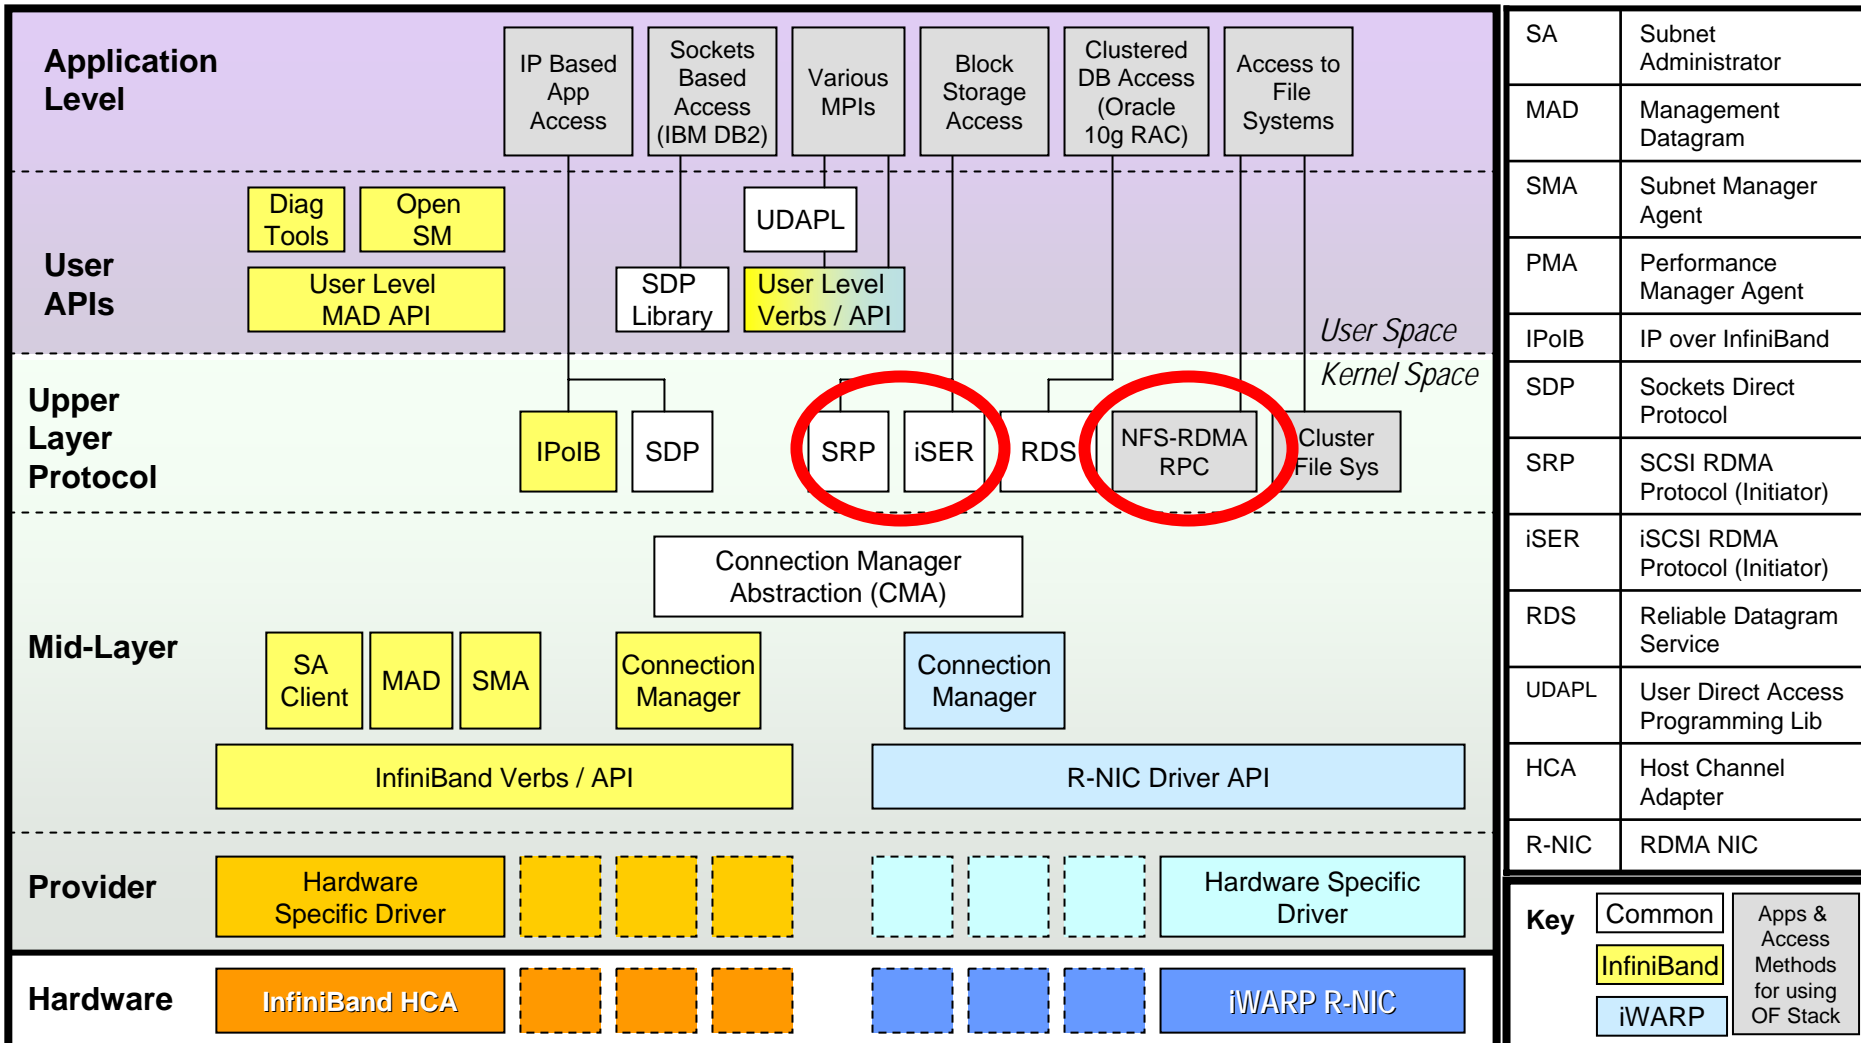 Application
Level
IP Based
App
Access
Sockets
Based
Access
(IBM DB2)
Various
MPIs
Block
Storage
Access
Clustered
DB Access
(Oracle
10g RAC)
Access to
File
Systems
User
APIs
Diag
Tools
Open
SM
UDAPL
User Level
MAD API
SDP
Library
User Level
Verbs / API
User Space
Kernel Space
Upper
Layer
Protocol
IPoIB
SDP
SRP
iSER
RDS
NFS-RDMA
RPC
Cluster
File Sys
Connection Manager
Abstraction (CMA)
Mid-Layer
SA
Client
MAD
SMA
Connection
Manager
Connection
Manager
InfiniBand Verbs / API
R-NIC Driver API
Provider
Hardware
Specific Driver
Hardware Specific
Driver
Hardware
InfiniBand HCA
iWARP R-NIC
SA
Subnet
Administrator
MAD
Management
Datagram
SMA
Subnet Manager
Agent
PMA
Performance
Manager Agent
IPoIB
IP over InfiniBand
SDP
Sockets Direct
Protocol
SRP
SCSI RDMA
Protocol (Initiator)
iSER
iSCSI RDMA
Protocol (Initiator)
RDS
Reliable Datagram
Service
UDAPL
User Direct Access
Programming Lib
HCA
Host Channel
Adapter
R-NIC
RDMA NIC
Key
Common
InfiniBand
iWARP
Apps &
Access
Methods
for using
OF Stack